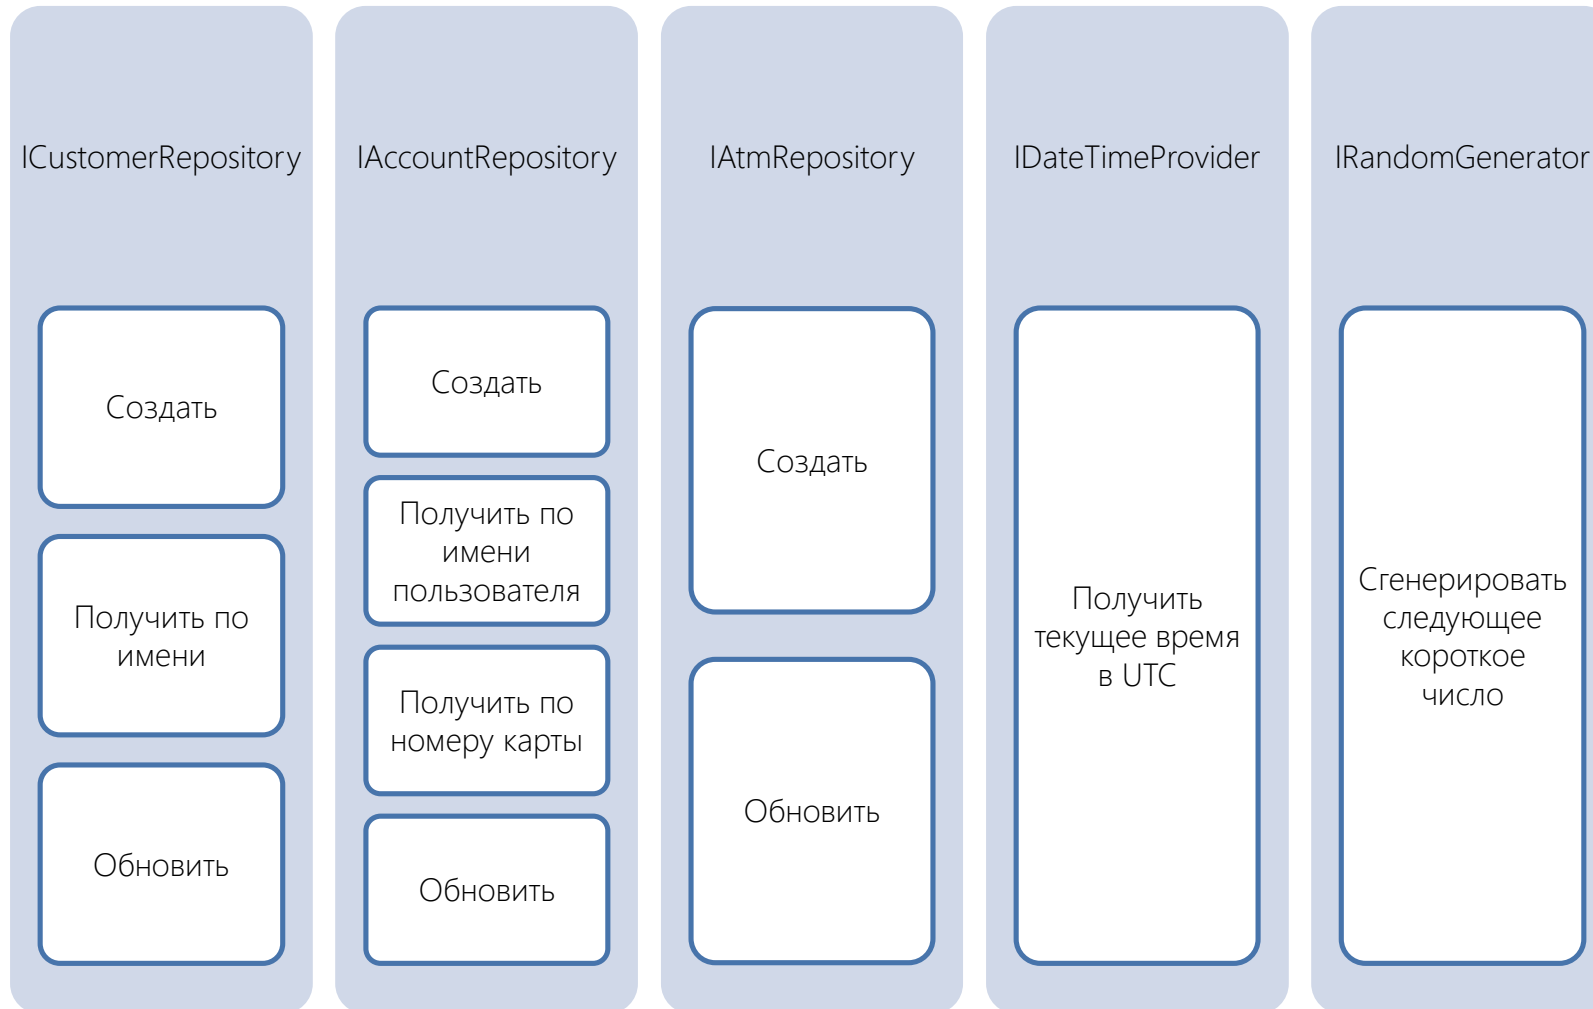 ICustomerRepository
Создать
Получить по
имени
Обновить
IAccountRepository
Создать
Получить по
имени
пользователя
Получить по
номеру карты
Обновить
IAtmRepository
Создать
Обновить
IDateTimeProvider
Получить
текущее время
в UTC
IRandomGenerator
Сгенерировать
следующее
короткое
число